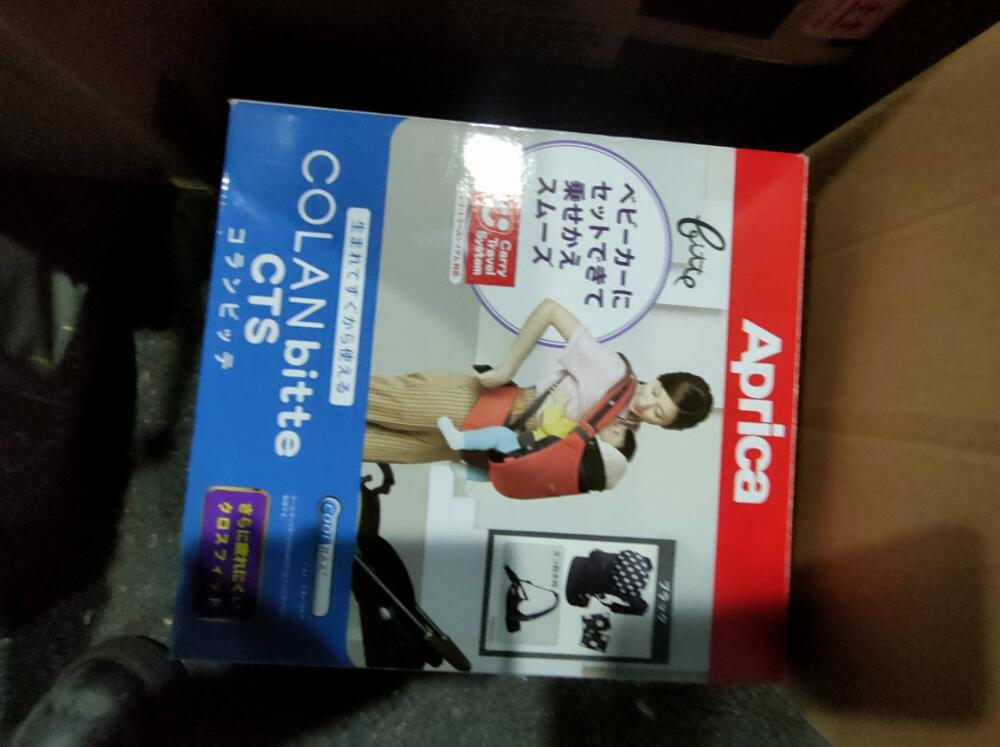 Aprica
bitte
ベビーカーに
セットできて
乗せかえ
スムーズ
Carry
Travel
System
ブラック
生まれてすぐから使える
COLAN bitte
CTS
コランビッテ
さらに疲れにくい
クロスフィット